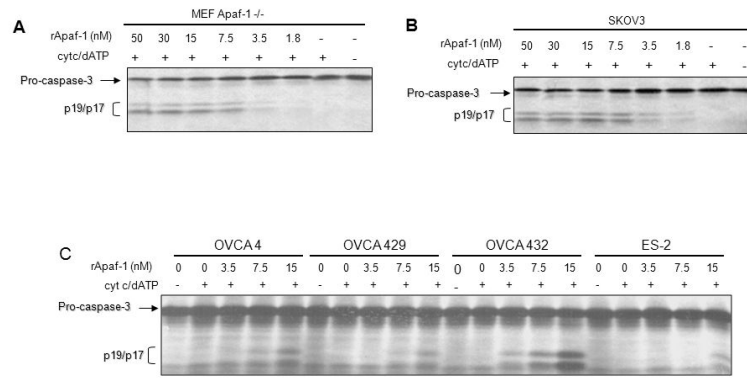 A
MEF Apaf-1 -/-
rApaf-1 (nM) 50 30 15 7.5 3.5 1.8 - -
cytc/dATP + + + + + + + -
Pro-caspase-3
p19/p17
B
SKOV3
rApaf-1 (nM) 50 30 15 7.5 3.5 1.8 - -
cytc/dATP + + + + + + + -
Pro-caspase-3
p19/p17
C
OVCA 4 OVCA 429 OVCA 432 ES-2
rApaf-1 (nM) 0 0 3.5 7.5 15 0 0 3.5 7.5 15 0 0 3.5 7.5 15 0 0 3.5 7.5 15
cyt c/dATP - + + + + - + + + + - + + + + - + + + +
Pro-caspase-3
p19/p17